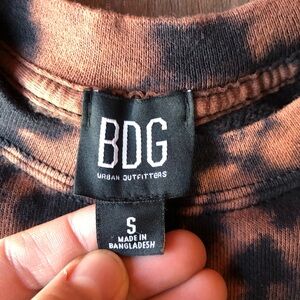 BDG
URBAN OUTFITTERS
S
MADE IN
BANGLADESH